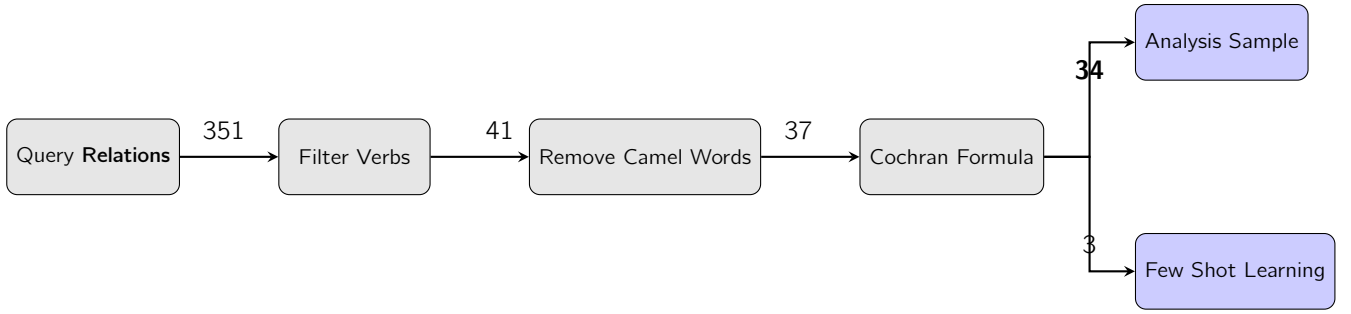 Analysis Sample
34
351
41
37
Query Relations
Filter Verbs
Remove Camel Words
Cochran Formula
3
Few Shot Learning